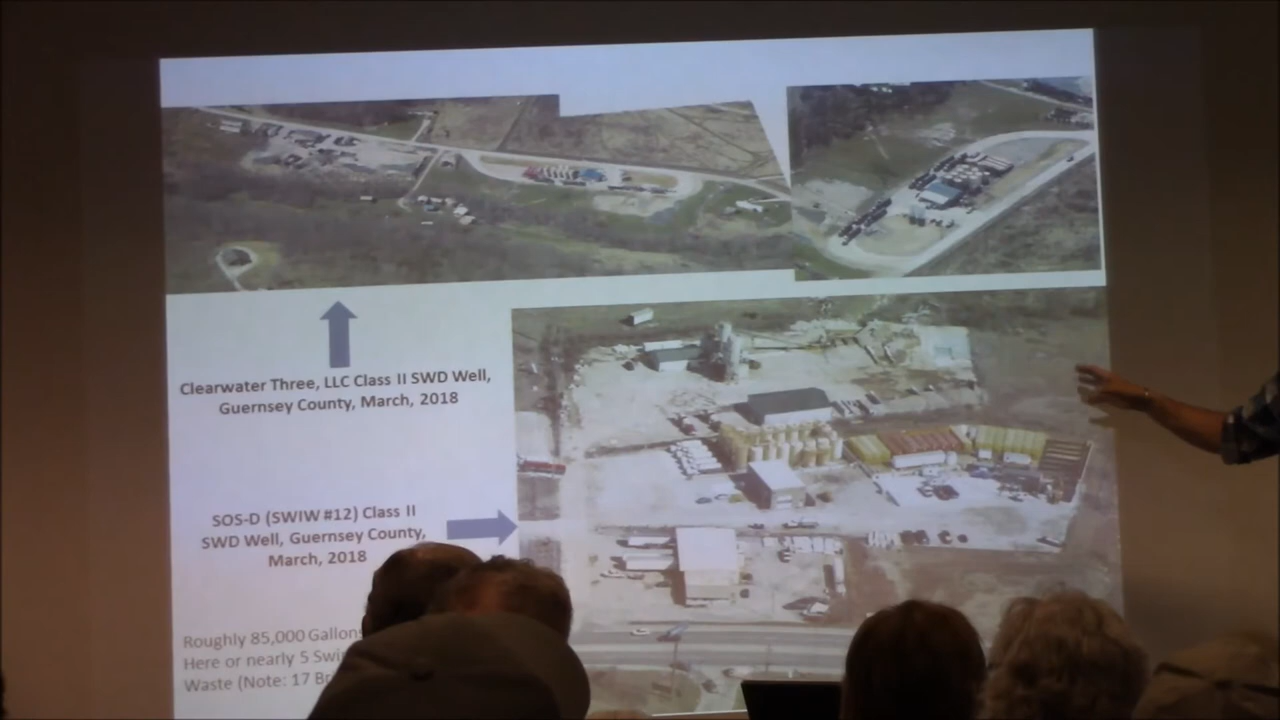 Clearwater Three, LLC Class II SWD Well,
Guernsey County, March, 2018
SOS-D (SWIW #12) Class II
SWD Well, Guernsey County,
March, 2018
Roughly 85,000 Gallons
Here or nearly 5
Waste (Note: 17